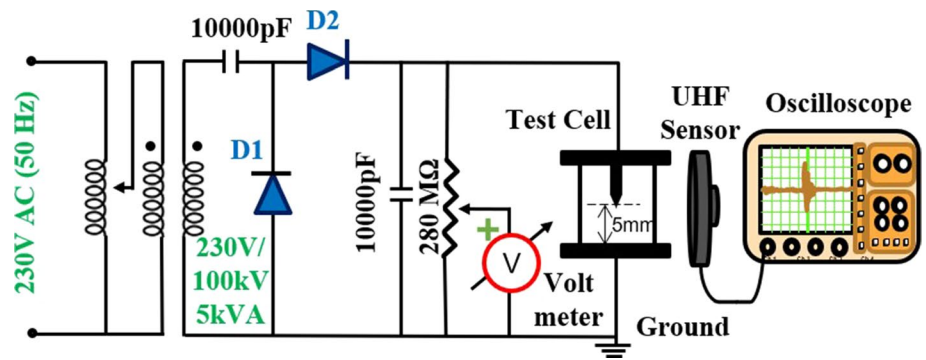 10000pF
D2
230V AC (50 Hz)
D1
230V/
100kV
5kVA
10000pF
280 MΩ
+
V
Volt
meter
Test Cell
5mm
UHF
Sensor
Oscilloscope
Ground